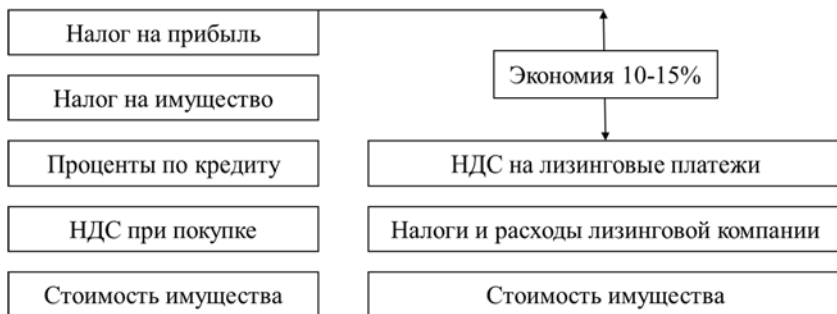 Налог на прибыль
Экономия 10-15%
Налог на имущество
Проценты по кредиту
НДС на лизинговые платежи
НДС при покупке
Налоги и расходы лизинговой компании
Стоимость имущества
Стоимость имущества